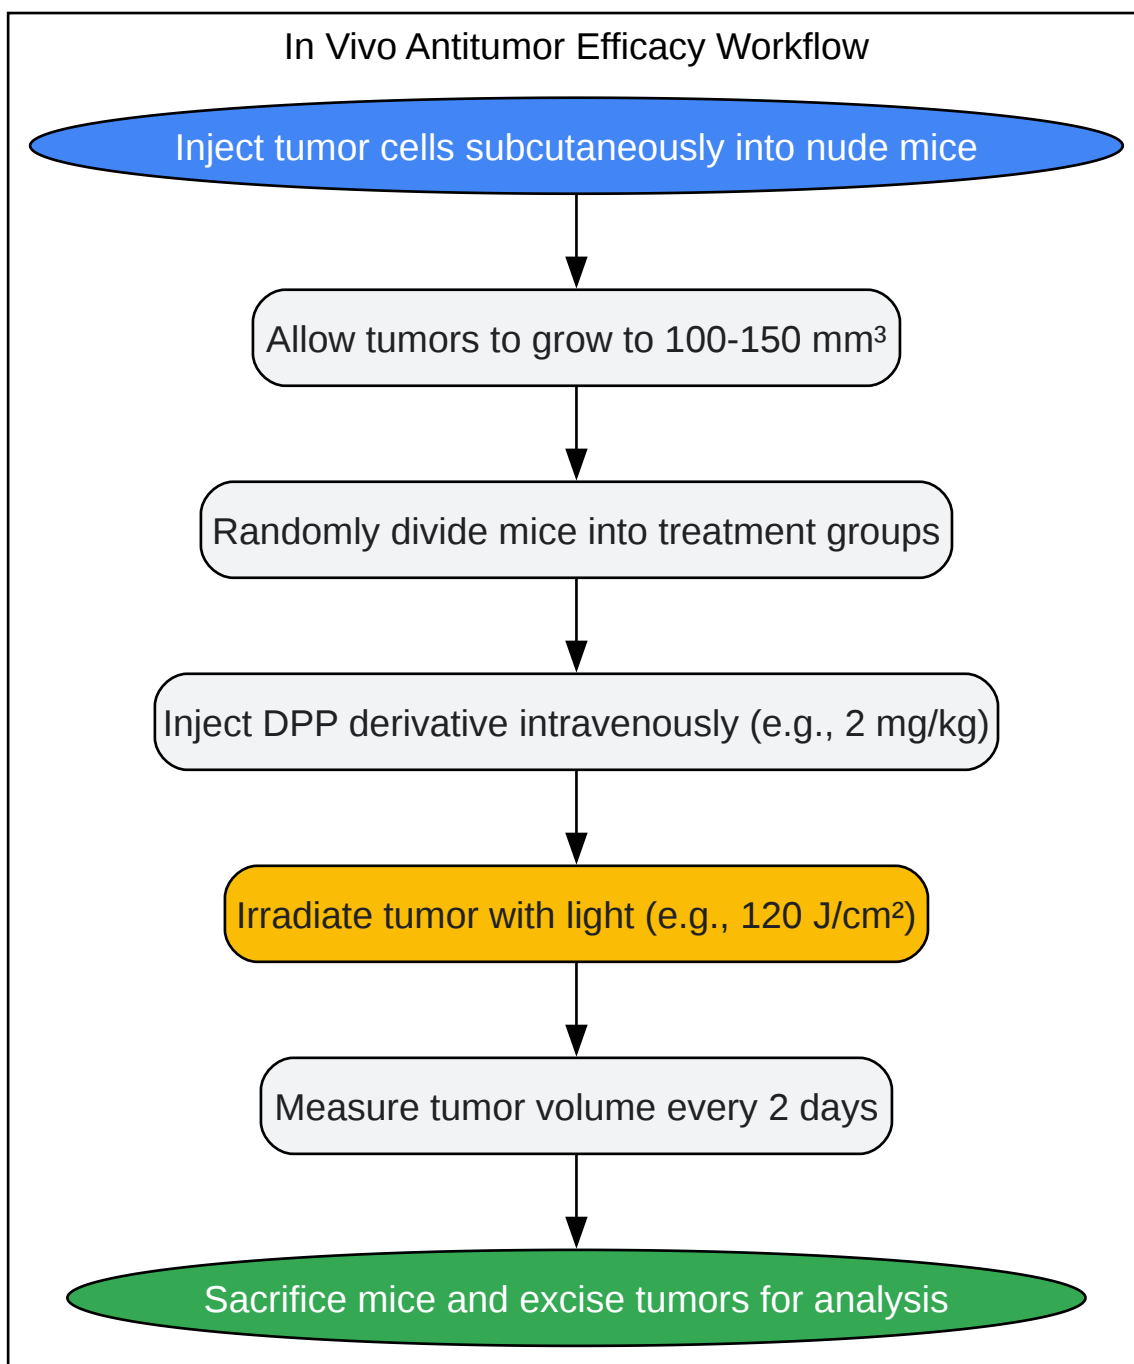 In Vivo Antitumor Efficacy Workflow
Inject tumor cells subcutaneously into nude mice
Allow tumors to grow to 100-150 mm³
Randomly divide mice into treatment groups
Inject DPP derivative intravenously (e.g., 2 mg/kg)
Irradiate tumor with light (e.g., 120 J/cm²)
Measure tumor volume every 2 days
Sacrifice mice and excise tumors for analysis